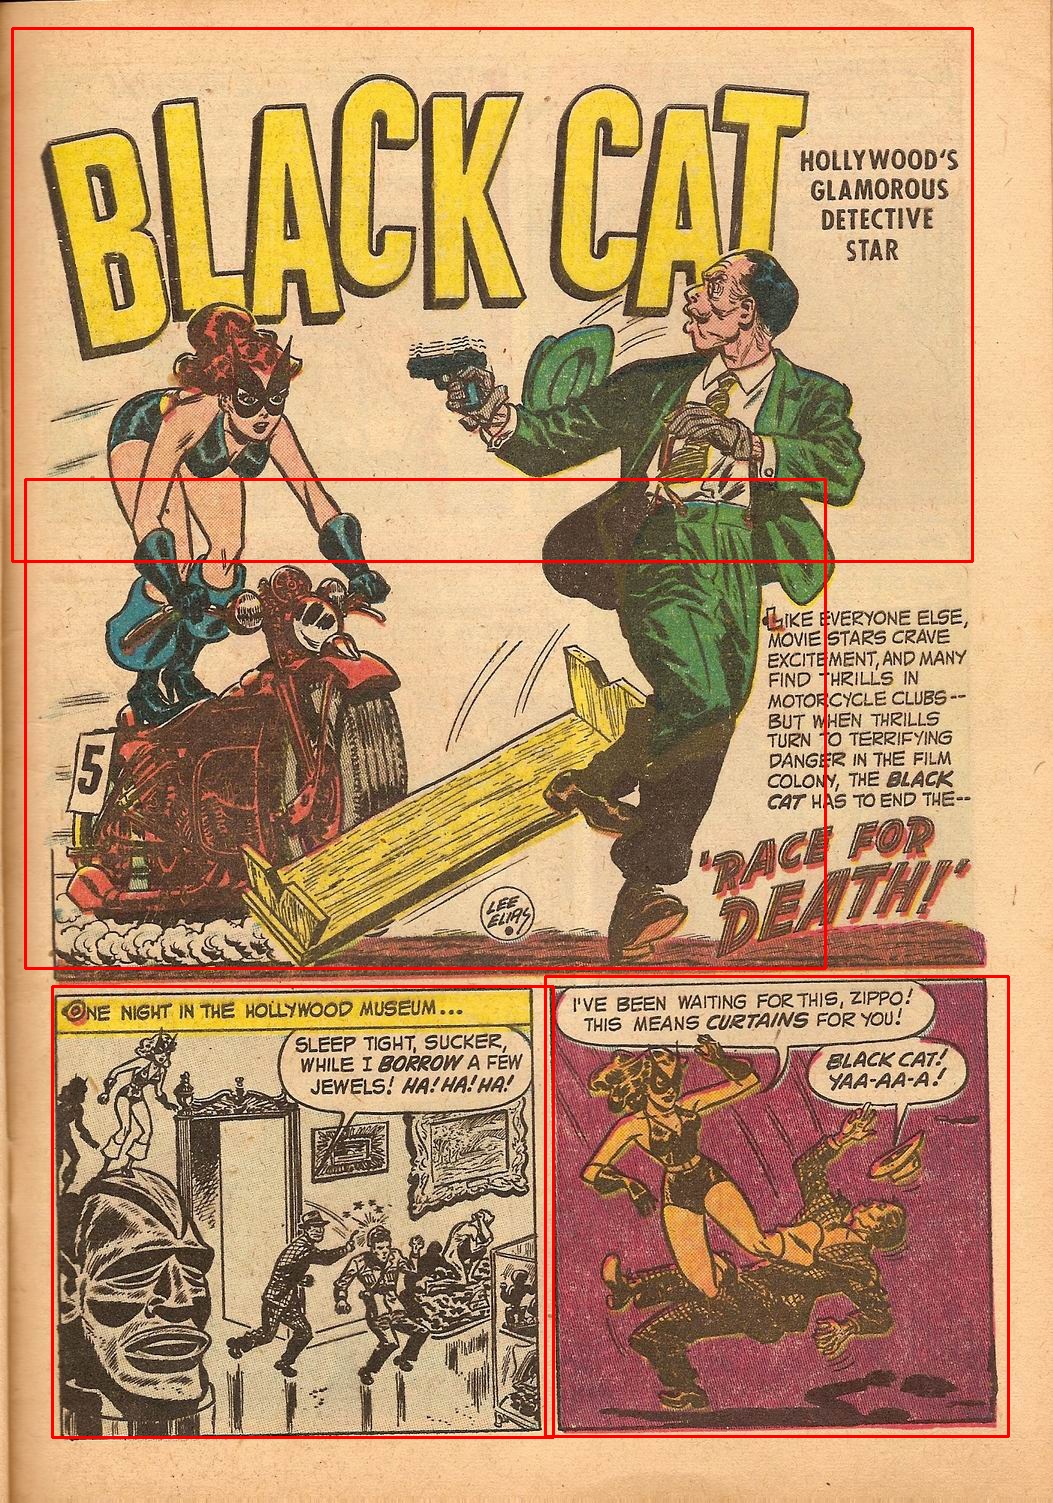 BLACK CAT
HOLLYWOOD'S
GLAMOROUS
DETECTIVE
STAR
LIKE EVERYONE ELSE,
MOVIE STARS CRAVE
EXCITEMENT, AND MANY
FIND THRILLS IN
MOTORCYCLE CLUBS--
BUT WHEN THRILLS
TURN TO TERRIFYING
DANGER IN THE FILM
COLONY, THE BLACK
CAT HAS TO END THE--
'RACE FOR
DEATH!'
5
LEE
ELIAS
ONE NIGHT IN THE HOLLYWOOD MUSEUM...
SLEEP TIGHT, SUCKER,
WHILE I BORROW A FEW
JEWELS! HA! HA! HA!
I'VE BEEN WAITING FOR THIS, ZIPPO!
THIS MEANS CURTAINS FOR YOU!
BLACK CAT!
YAA-AA-A!